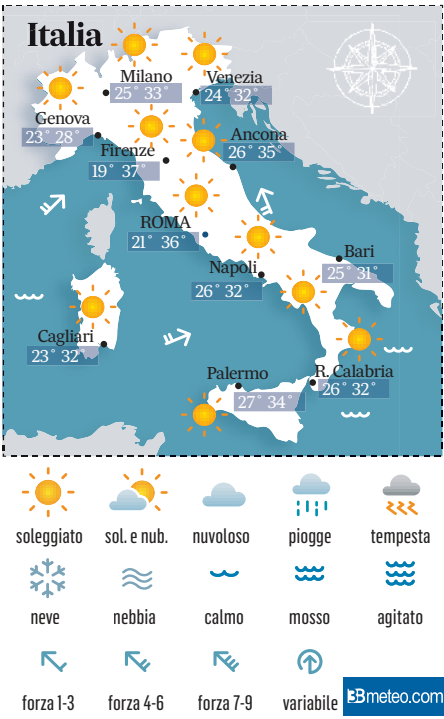 Italia
Milano
25° 33°
Venezia
24° 32°
Genova
23° 28°
Firenze
19° 37°
Ancona
26° 35°
ROMA
21° 36°
Napoli
26° 32°
Bari
25° 31°
Cagliari
23° 32°
Palermo
27° 34°
R. Calabria
26° 32°
soleggiato sol. e nub. nuvoloso piogge tempesta
neve nebbia calmo mosso agitato
forza 1-3 forza 4-6 forza 7-9 variabile
3Bmeteo.com